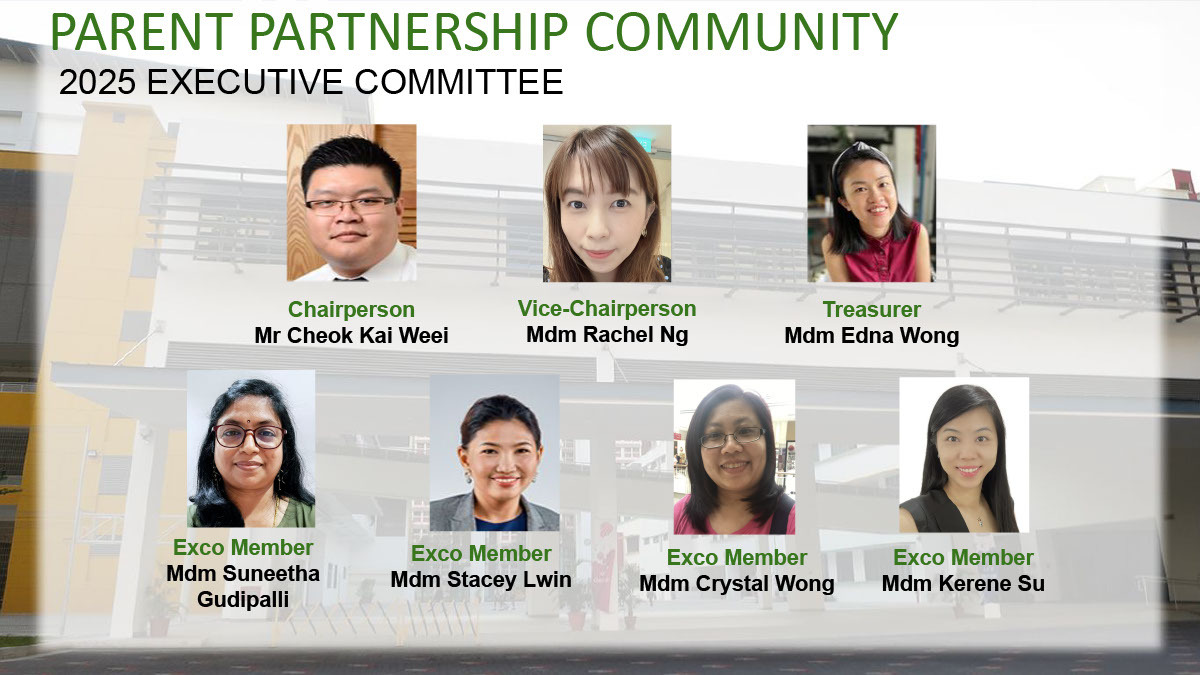 PARENT PARTNERSHIP COMMUNITY
2025 EXECUTIVE COMMITTEE
Chairperson
Mr Cheok Kai Weei
Vice-Chairperson
Mdm Rachel Ng
Treasurer
Mdm Edna Wong
Exco Member
Mdm Suneetha
Gudipalli
Exco Member
Mdm Stacey Lwin
Exco Member
Mdm Crystal Wong
Exco Member
Mdm Kerene Su